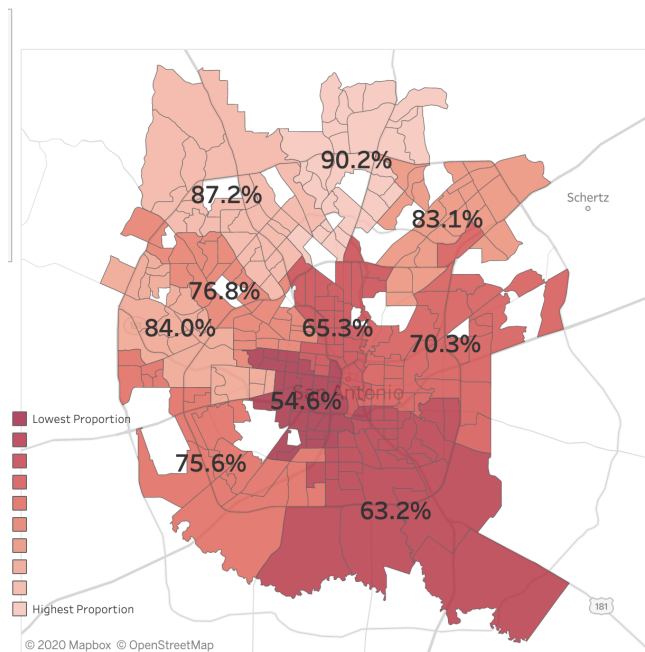 90.2%
87.2%
Schertz
83.1%
76.8%
84.0%
65.3%
70.3%
San Antonio
54.6%
Lowest Proportion
75.6%
63.2%
Highest Proportion
181
© 2020 Mapbox © OpenStreetMap